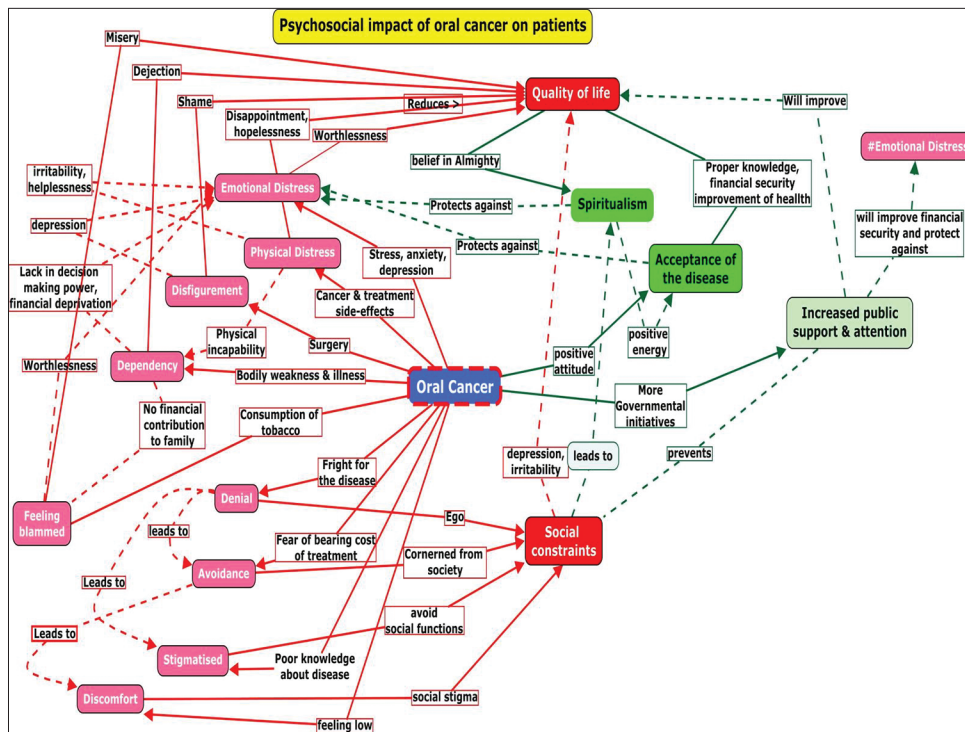 Psychosocial impact of oral cancer on patients
Misery
Dejection
Shame
Reduces >
Quality of life
Will improve
Disappointment,
hopelessness
Worthlessness
#Emotional Distress
belief in Almighty
irritability,
helplessness
Emotional Distress
Proper knowledge,
financial security
improvement of health
Protects against
Spiritualism
depression
will improve financial
security and protect
against
Physical Distress
Stress, anxiety,
depression
Protects against
Acceptance
of the disease
Lack in decision
making power,
financial deprivation
Disfigurement
Cancer & treatment
side-effects
Increased public
support & attention
Physical
incapability
Surgery
positive
energy
Worthlessness
Dependency
positive
attitude
Bodily weakness & illness
Oral Cancer
More
Governmental
initiatives
No financial
contribution
to family
Consumption of
tobacco
depression,
irritability
leads to
prevents
Fright for
the disease
Denial
Feeling
blammed
Ego
leads to
Social
constraints
Fear of bearing cost
of treatment
Cornerned from
society
Avoidance
Leads to
avoid
social functions
Leads to
Stigmatised
Poor knowledge
about disease
Discomfort
social stigma
feeling low